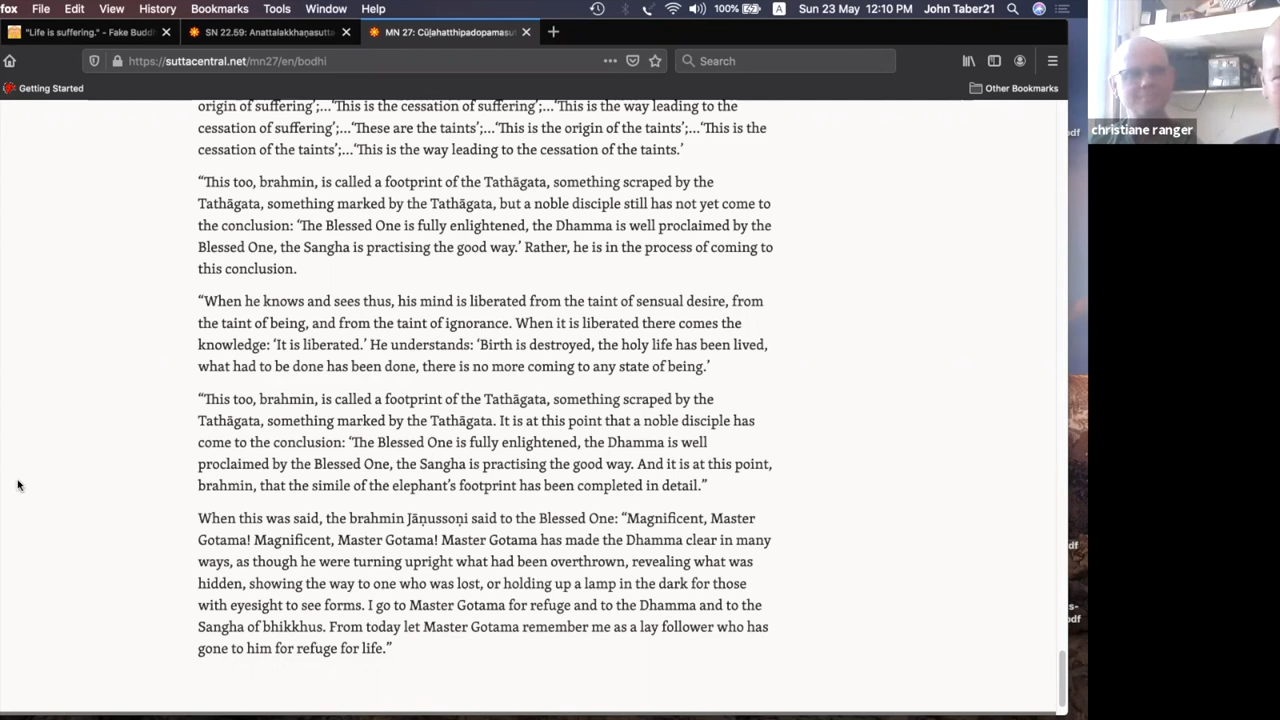 fox File Edit View History Bookmarks Tools Window Help 100% A Sun 23 May 12:10 PM John Taber21
"Life is suffering." - Fake Buddh
SN 22.59: Anattalakkhaṇasutta
MN 27: Cūḷahatthipadopamasut
https://suttacentral.net/mn27/en/bodhi
Search
Getting Started
Other Bookmarks
christiane ranger
origin of suffering’;…‘This is the cessation of suffering’;…‘This is the way leading to the
cessation of suffering’;…‘These are the taints’;…‘This is the origin of the taints’;…‘This is the
cessation of the taints’;…‘This is the way leading to the cessation of the taints.’
“This too, brahmin, is called a footprint of the Tathāgata, something scraped by the
Tathāgata, something marked by the Tathāgata, but a noble disciple still has not yet come to
the conclusion: ‘The Blessed One is fully enlightened, the Dhamma is well proclaimed by the
Blessed One, the Sangha is practising the good way.’ Rather, he is in the process of coming to
this conclusion.
“When he knows and sees thus, his mind is liberated from the taint of sensual desire, from
the taint of being, and from the taint of ignorance. When it is liberated there comes the
knowledge: ‘It is liberated.’ He understands: ‘Birth is destroyed, the holy life has been lived,
what had to be done has been done, there is no more coming to any state of being.’
“This too, brahmin, is called a footprint of the Tathāgata, something scraped by the
Tathāgata, something marked by the Tathāgata. It is at this point that a noble disciple has
come to the conclusion: ‘The Blessed One is fully enlightened, the Dhamma is well
proclaimed by the Blessed One, the Sangha is practising the good way. And it is at this point,
brahmin, that the simile of the elephant’s footprint has been completed in detail.”
When this was said, the brahmin Jāṇussoṇi said to the Blessed One: “Magnificent, Master
Gotama! Magnificent, Master Gotama! Master Gotama has made the Dhamma clear in many
ways, as though he were turning upright what had been overthrown, revealing what was
hidden, showing the way to one who was lost, or holding up a lamp in the dark for those
with eyesight to see forms. I go to Master Gotama for refuge and to the Dhamma and to the
Sangha of bhikkhus. From today let Master Gotama remember me as a lay follower who has
gone to him for refuge for life.”
df
s-